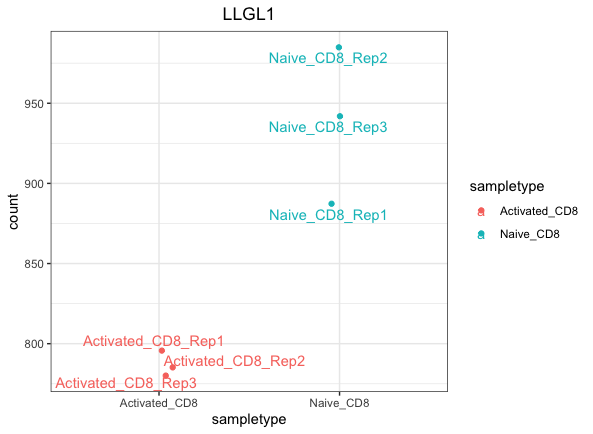 LLGL1
Naive_CD8_Rep2
Naive_CD8_Rep3
Naive_CD8_Rep1
Activated_CD8_Rep1
Activated_CD8_Rep2
Activated_CD8_Rep3
950
900
850
800
count
Activated_CD8
Naive_CD8
sampletype
sampletype
a Activated_CD8
a Naive_CD8